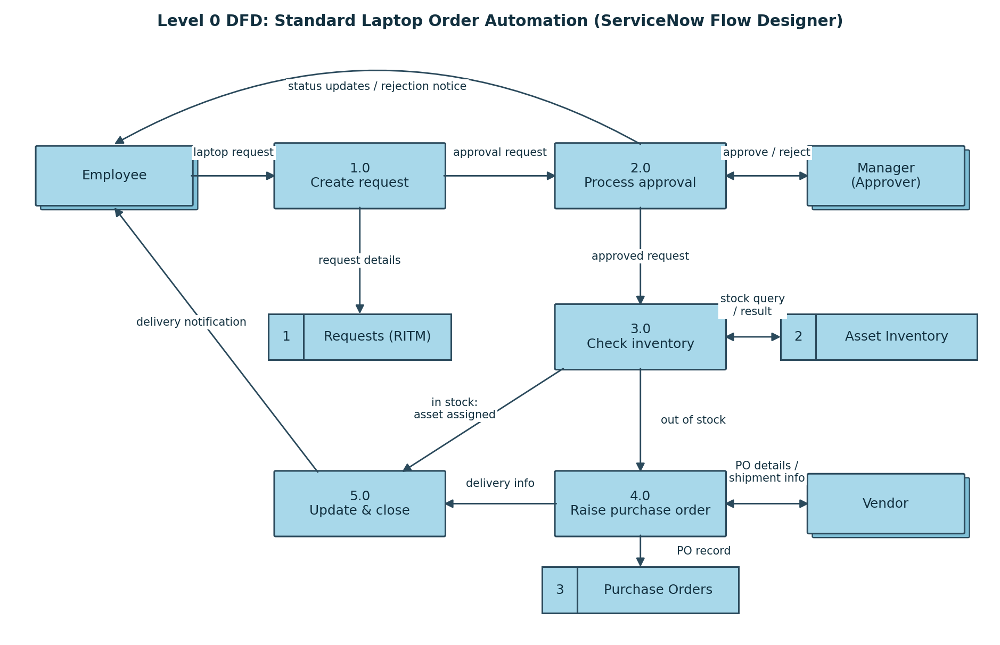 Level 0 DFD: Standard Laptop Order Automation (ServiceNow Flow Designer)
status updates / rejection notice
Employee
laptop request
1.0
Create request
approval request
2.0
Process approval
approve / reject
Manager
(Approver)
request details
approved request
delivery notification
1
Requests (RITM)
3.0
Check inventory
stock query
/ result
2
Asset Inventory
in stock:
asset assigned
out of stock
5.0
Update & close
delivery info
4.0
Raise purchase order
PO details /
shipment info
Vendor
PO record
3
Purchase Orders